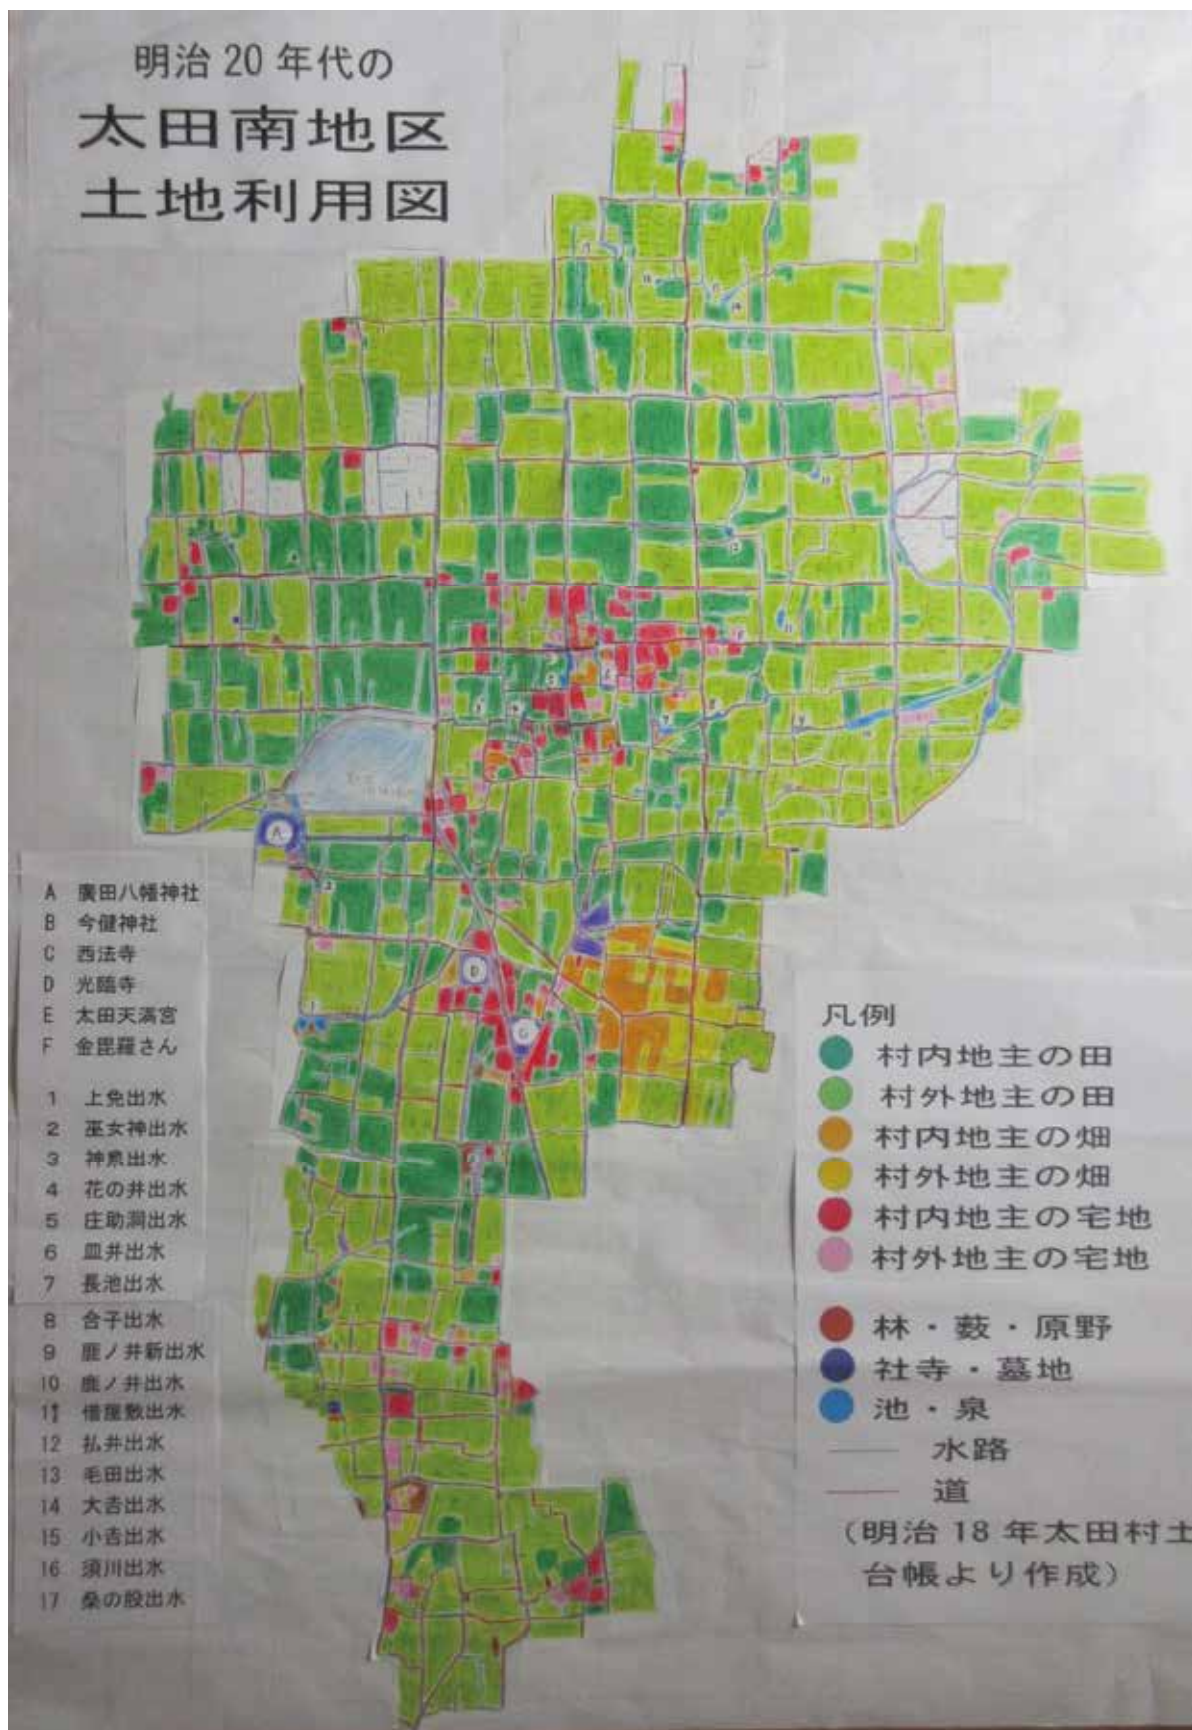 明治20年代の
太田南地区
土地利用図
A 廣田八幡神社
B 今健神社
C 西法寺
D 光臨寺
E 太田天満宮
F 金毘羅さん
1 上免出水
2 巫女神出水
3 神熊出水
4 花の井出水
5 庄助澗出水
6 皿井出水
7 長池出水
8 合子出水
9 鹿ノ井新出水
10 鹿ノ井出水
11 借屋敷出水
12 払井出水
13 毛田出水
14 大吉出水
15 小吉出水
16 須川出水
17 桑の股出水
凡例
村内地主の田
村外地主の田
村内地主の畑
村外地主の畑
村内地主の宅地
村外地主の宅地
林・薮・原野
社寺・墓地
池・泉
水路
道
(明治18年太田村土
台帳より作成)
A
D
C